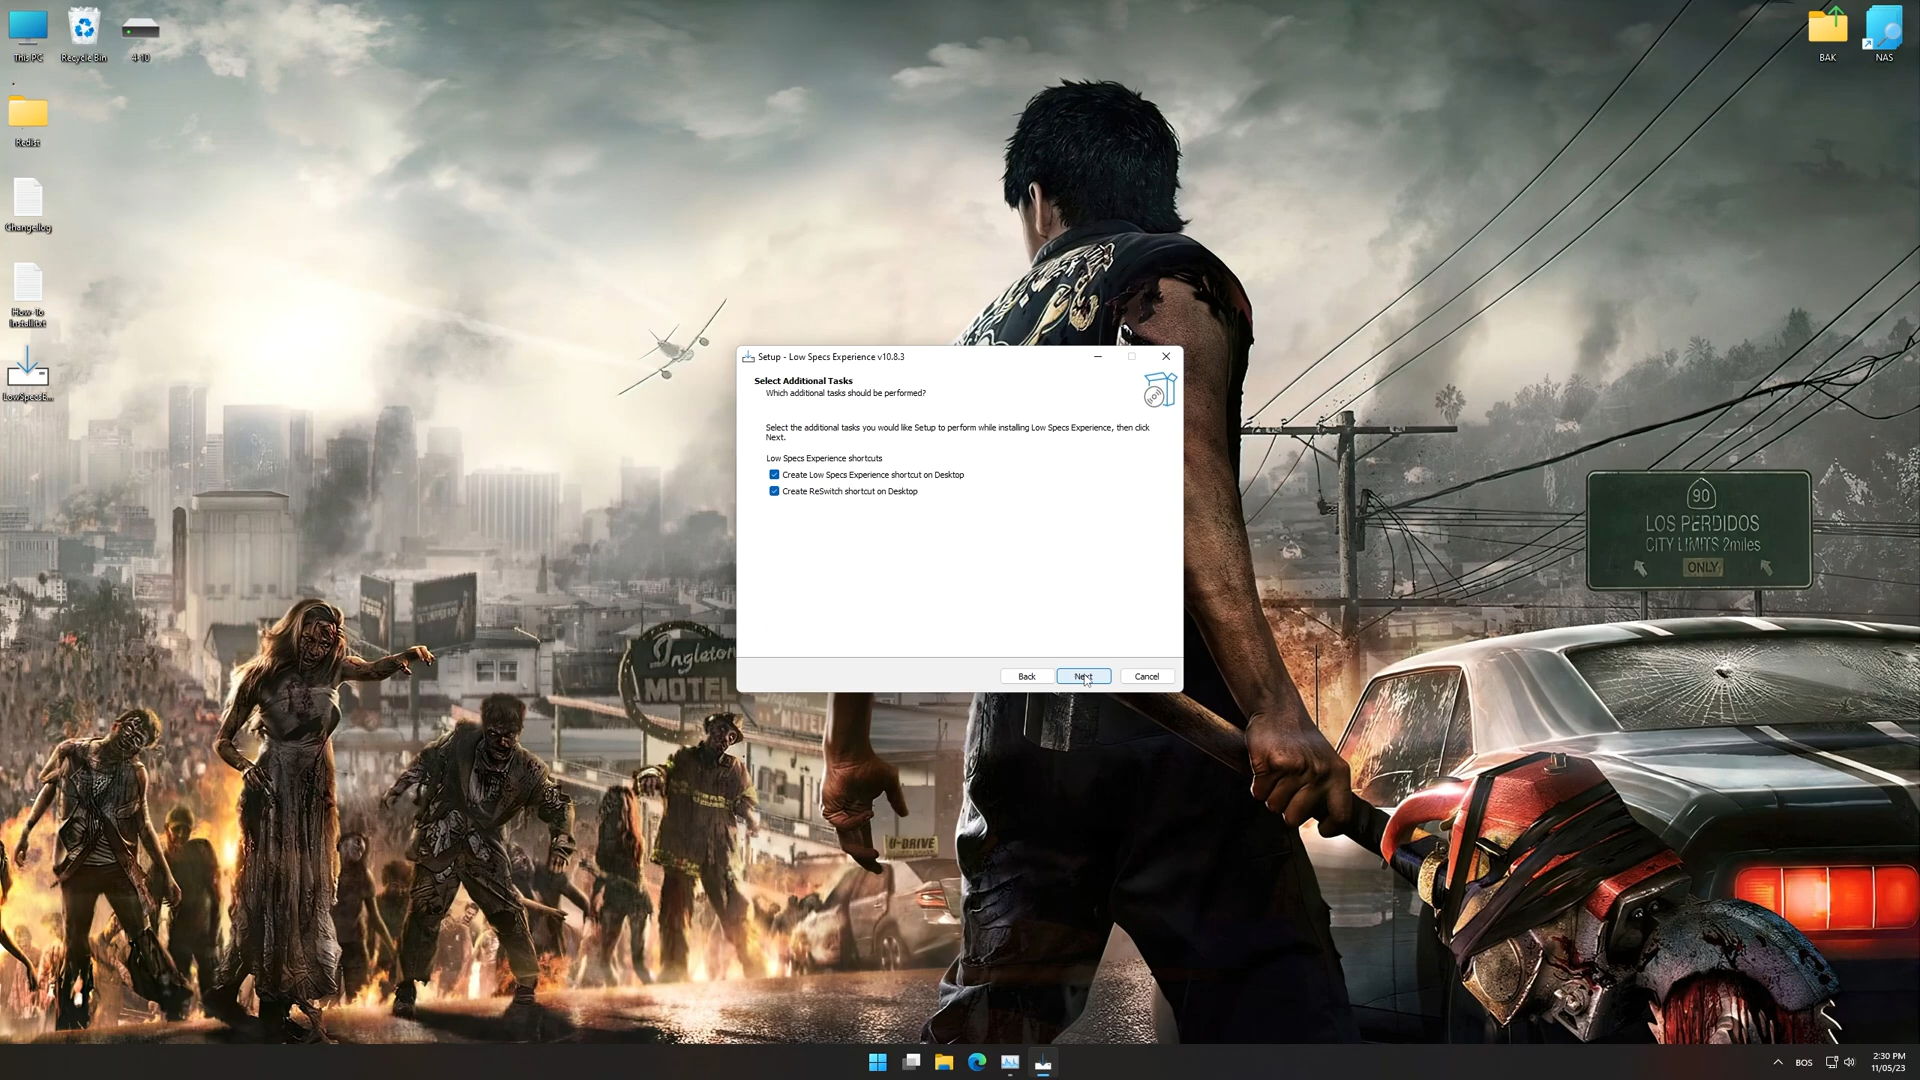 This PC
Recycle Bin
4-10
BAK
NAS
Redist
Changellog
How-To
Install.txt
LowSpecsE...
Setup - Low Specs Experience v10.8.3
Select Additional Tasks
Which additional tasks should be performed?
Select the additional tasks you would like Setup to perform while installing Low Specs Experience, then click
Next.
Low Specs Experience shortcuts
Create Low Specs Experience shortcut on Desktop
Create ReSwitch shortcut on Desktop
Back
Next
Cancel
90
LOS PERDIDOS
CITY LIMITS 2miles
ONLY
Ingleton
MOTEL
MOTEL
U-DRIVE
BOS
2:30 PM
11/05/23